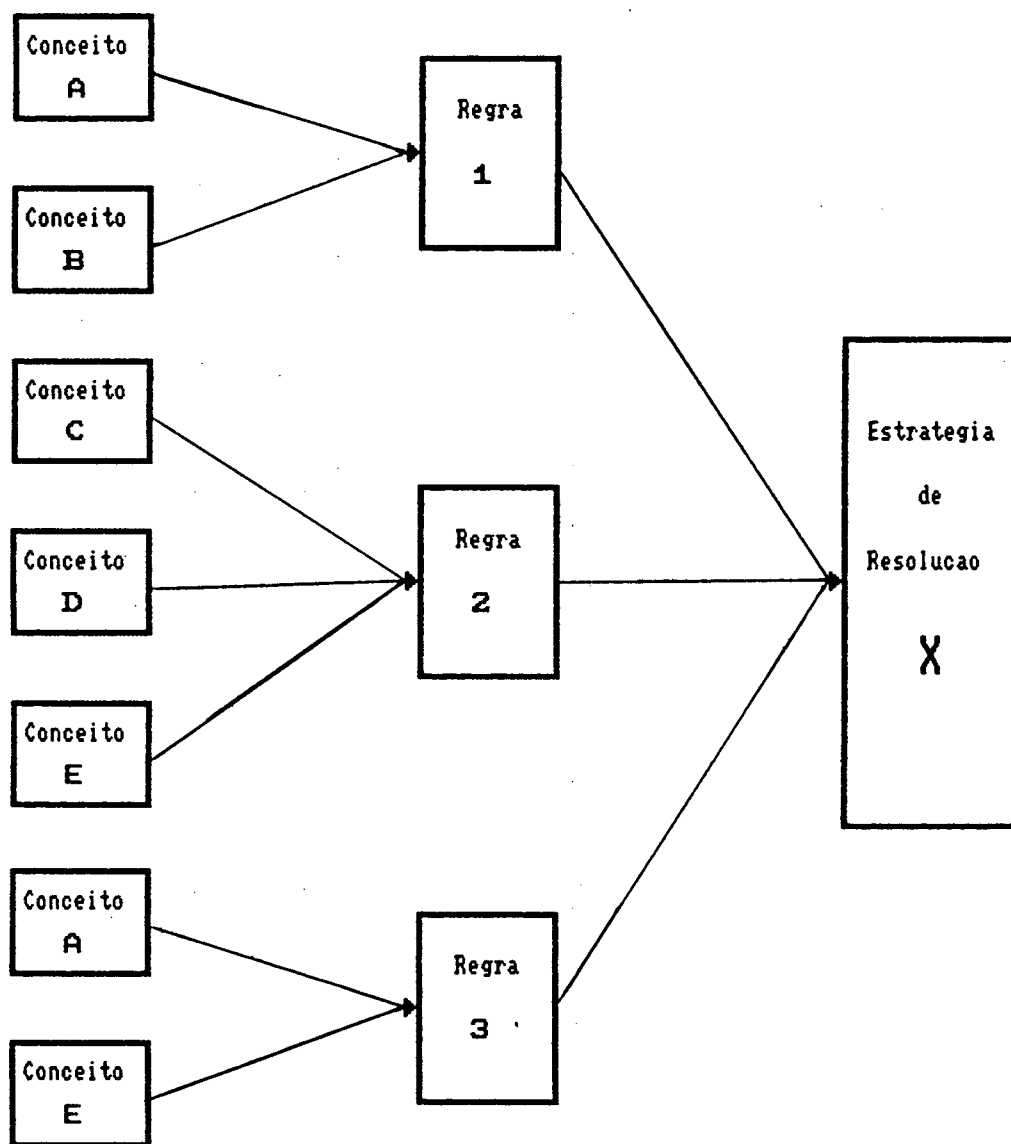 Conceito
A
Conceito
B
Conceito
C
Conceito
D
Conceito
E
Conceito
A
Conceito
E
Regra
1
Regra
2
Regra
3
Estrategia
de
Resolucao
X